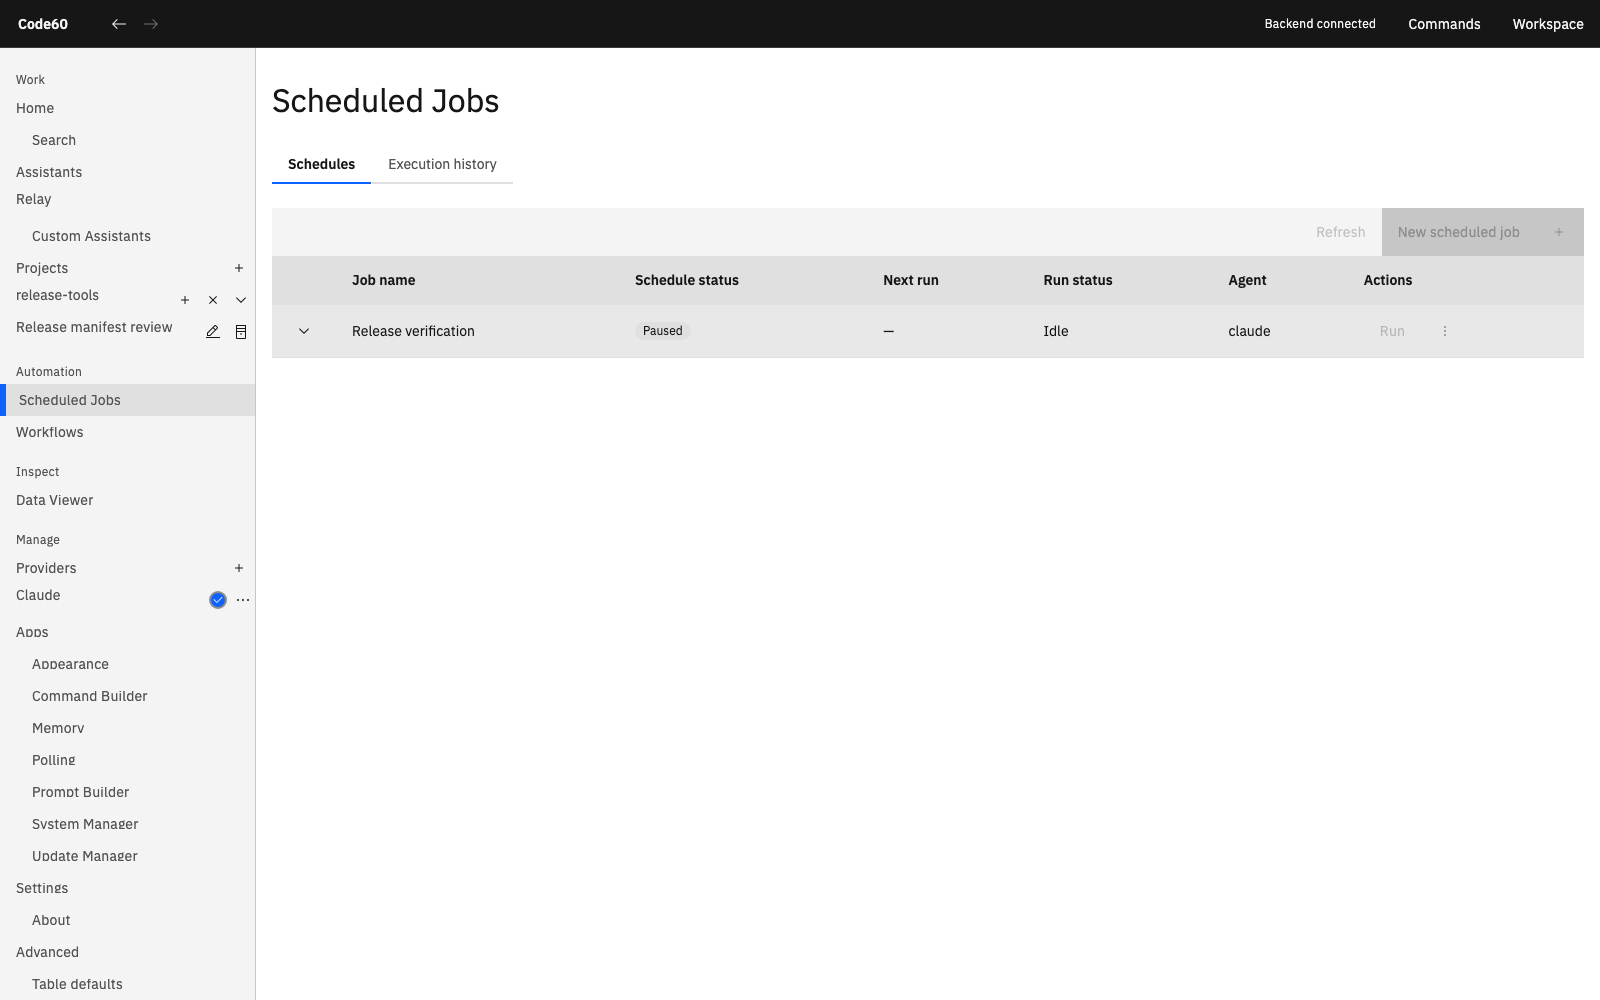 Code60
Backend connected
Commands
Workspace
Work
Home
Search
Assistants
Relay
Custom Assistants
Projects
release-tools
Release manifest review
Automation
Scheduled Jobs
Workflows
Inspect
Data Viewer
Manage
Providers
Claude
Apps
Appearance
Command Builder
Memory
Polling
Prompt Builder
System Manager
Update Manager
Settings
About
Advanced
Table defaults
Scheduled Jobs
Schedules Execution history
Refresh New scheduled job +
Job name Schedule status Next run Run status Agent Actions
Release verification Paused — Idle claude Run